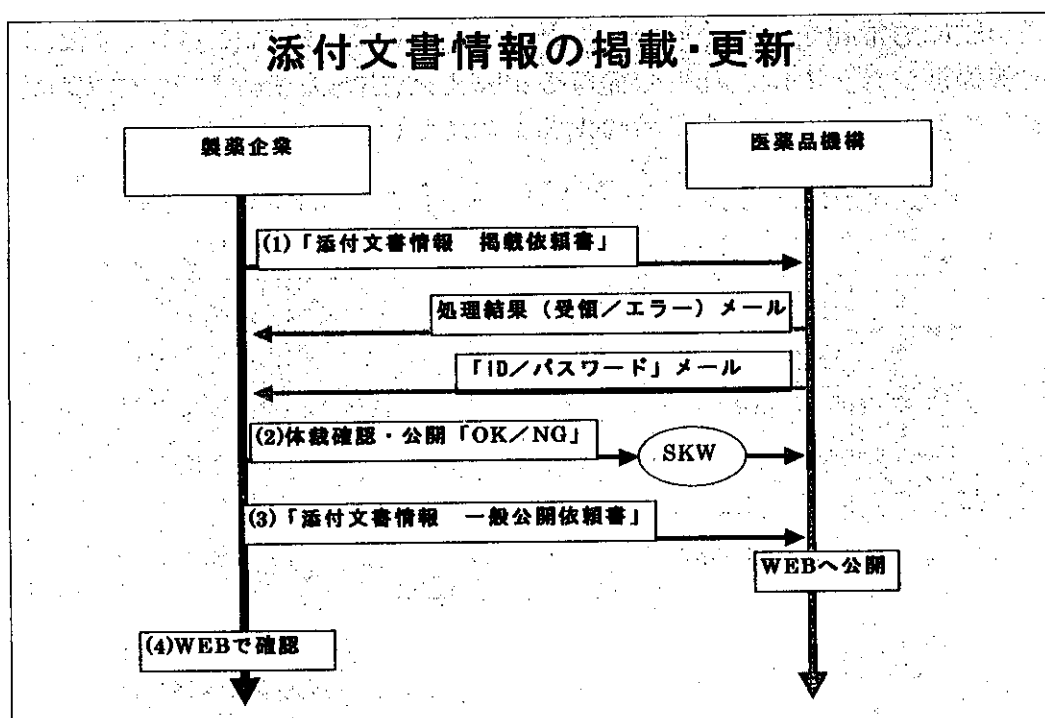 添付文書情報の掲載・更新
製薬企業
医薬品機構
(1)「添付文書情報　掲載依頼書」
処理結果（受領／エラー）メール
「ID／パスワード」メール
(2)体裁確認・公開「OK／NG」
SKW
(3)「添付文書情報　一般公開依頼書」
WEBへ公開
(4)WEBで確認